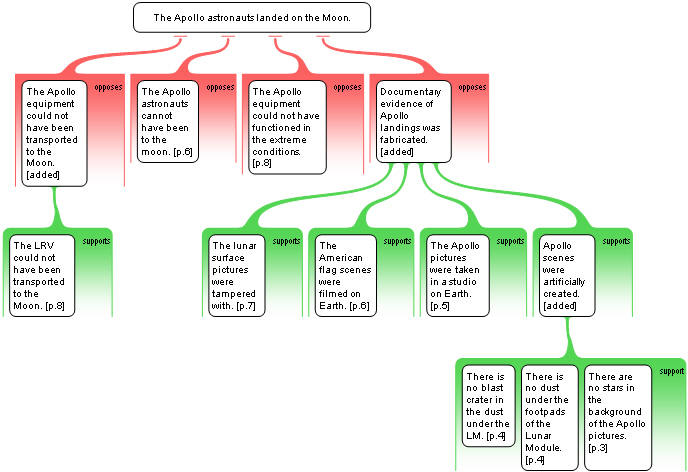 The Apollo astronauts landed on the Moon.
opposes
The Apollo
equipment
could not
have been
transported
to the
Moon.
[added]
opposes
The Apollo
astronauts
cannot
have been
to the
moon. [p.6]
opposes
The Apollo
equipment
could not have
functioned in
the extreme
conditions.
[p.8]
opposes
Documentary
evidence of
Apollo
landings was
fabricated.
[added]
supports
The LRV
could not
have been
transported
to the
Moon. [p.8]
supports
The lunar
surface
pictures
were
tampered
with. [p.7]
supports
The
American
flag scenes
were
filmed on
Earth. [p.6]
supports
The Apollo
pictures
were taken
in a studio
on Earth.
[p.5]
supports
Apollo
scenes
were
artificially
created.
[added]
support
There is
no blast
crater in
the dust
under the
LM. [p.4]
There is
no dust
under the
footpads of
the Lunar
Module.
[p.4]
There are
no stars in
the
background
of the Apollo
pictures.
[p.3]